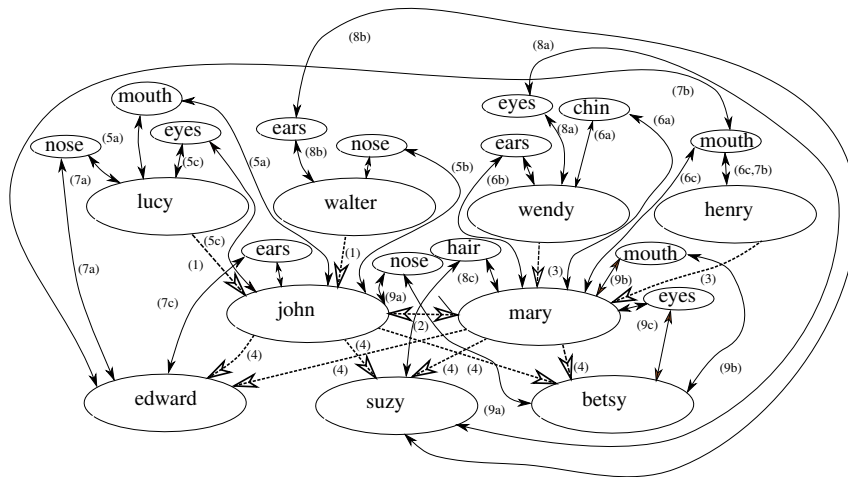 (8b)
(8a)
(7b)
mouth
eyes
chin
(6a)
ears
(8a)
(6a)
(5a)
eyes
nose
(5c)
(5a)
(8b)
nose
(5b)
ears
mouth
(7a)
(6b)
(6c)
(6c,7b)
lucy
walter
wendy
henry
(5c)
(1)
ears
(1)
nose
hair
(3)
mouth
(3)
(7a)
(8c)
(9b)
(7c)
(9a)
eyes
john
(2)
mary
(9c)
(4)
(4)
(4)
(4)
(4)
(4)
(9b)
edward
suzy
(9a)
betsy